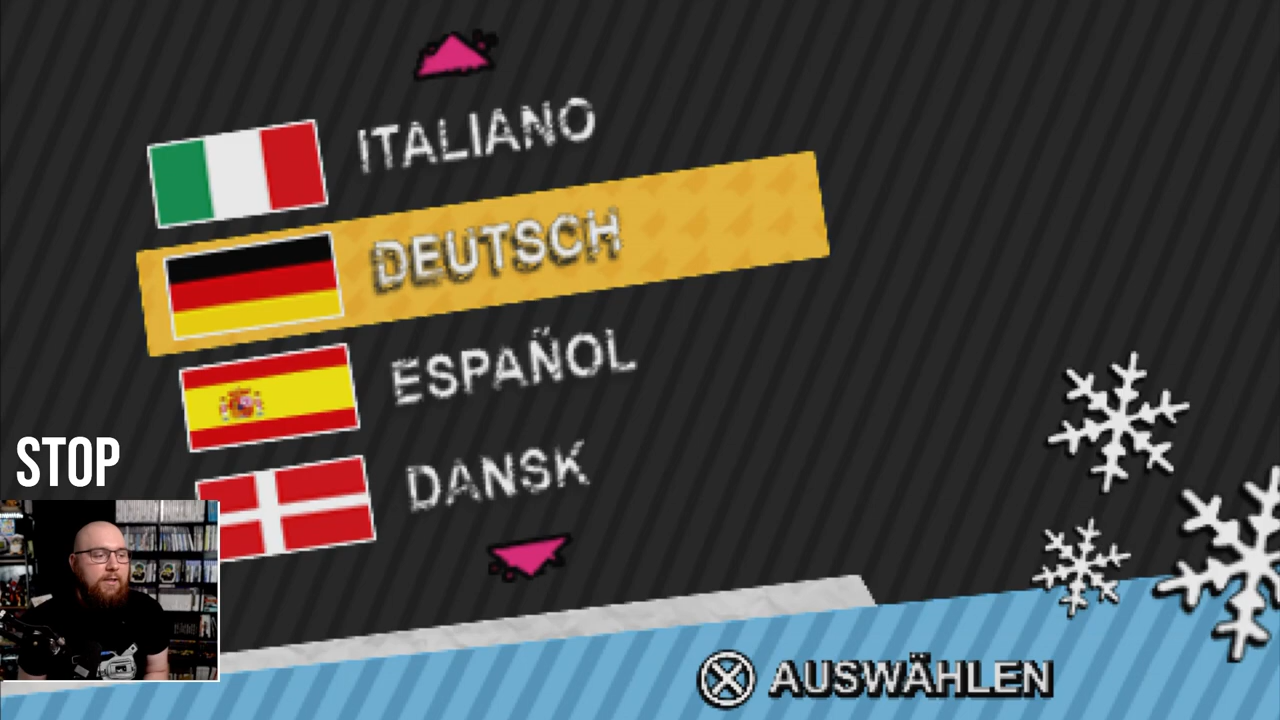 ITALIANO
DEUTSCH
ESPAÑOL
DANSK
STOP
AUSWÄHLEN